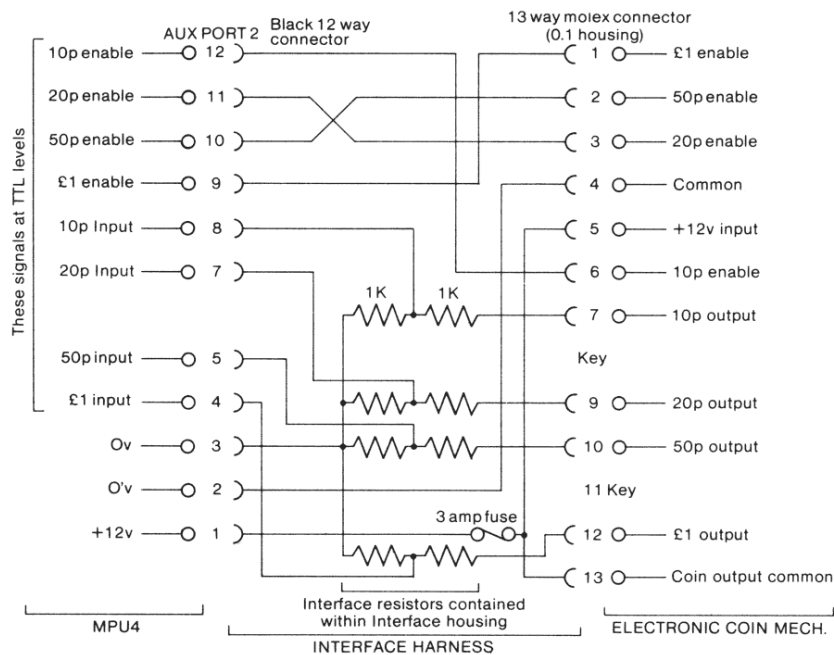 AUX PORT 2
Black 12 way
connector
13 way molex connector
(0.1 housing)
These signals at TTL levels
10p enable 12 1 £1 enable
20p enable 11 2 50p enable
50p enable 10 3 20p enable
£1 enable 9 4 Common
10p Input 8 5 +12v input
20p Input 7 6 10p enable
1K 1K
7 10p output
50p input 5 Key
£1 input 4 9 20p output
Ov 3 10 50p output
O'v 2 11 Key
3 amp fuse
+12v 1 12 £1 output
13 Coin output common
Interface resistors contained
within Interface housing
MPU4
INTERFACE HARNESS
ELECTRONIC COIN MECH.